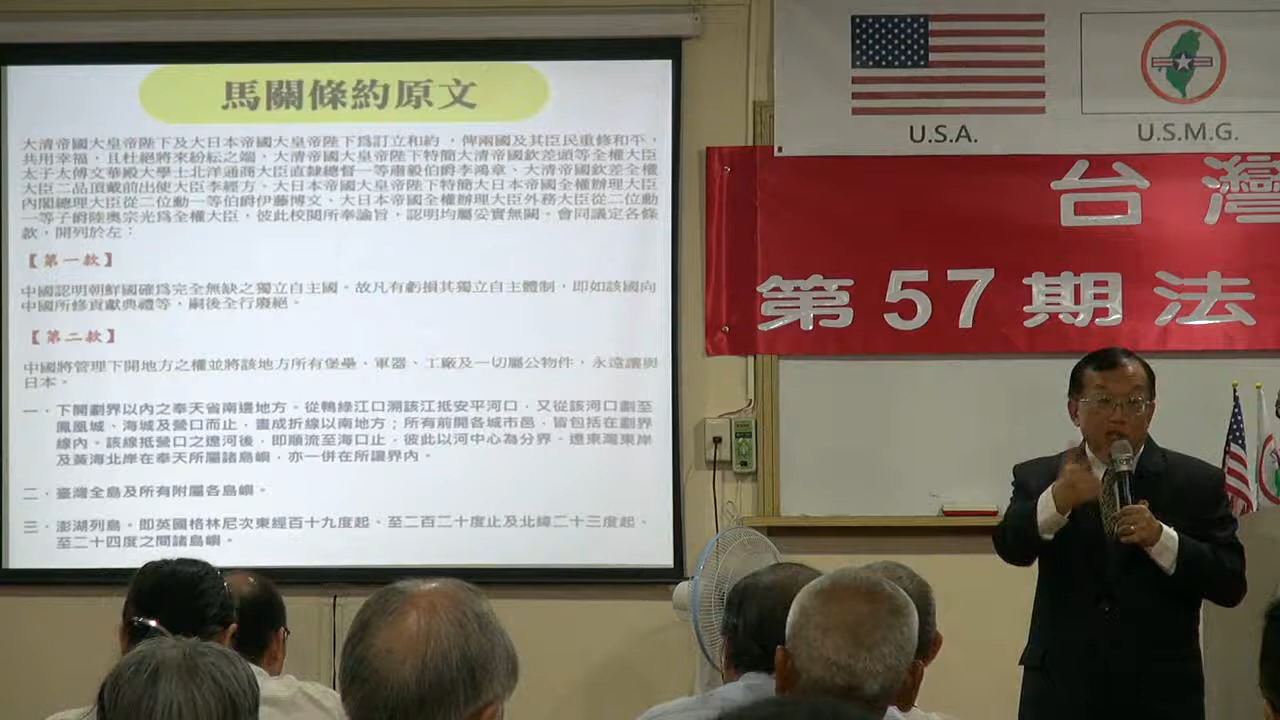 馬關條約原文
大清帝國大皇帝陛下及大日本帝國大皇帝陛下爲訂立和約，俾兩國及其臣民重修和平，
共用幸福，且杜絕將來紛紜之端，大清帝國大皇帝陛下特簡大清帝國欽差頭等全權大臣
太子太傅文華殿大學士北洋通商大臣直隸總督一等肅毅伯爵李鴻章、大清帝國欽差全權
大臣二品頂戴前出使大臣李經方、大日本帝國大皇帝陛下特簡大日本帝國全權辦理大臣
內閣總理大臣從二位勳一等伯爵伊藤博文、大日本帝國全權辦理大臣外務大臣從二位勳
一等子爵陸奧宗光爲全權大臣，彼此校閱所奉諭旨，認明均屬妥實無闕。會同議定各條
款，開列於左：
【第一款】
中國認明朝鮮國確爲完全無缺之獨立自主國。故凡有虧損其獨立自主體制，即如該國向
中國所修貢獻典禮等，嗣後全行廢絕。
【第二款】
中國將管理下開地方之權並將該地方所有堡壘、軍器、工廠及一切屬公物件，永遠讓與
日本。
一、下開劃界以內之奉天省南邊地方。從鴨綠江口溯該江抵安平河口，又從該河口劃至
鳳凰城、海城及營口而止，畫成折線以南地方；所有前開各城市邑，皆包括在劃界
線內。該線抵營口之遼河後，即順流至海口止，彼此以河中心為分界。遼東灣東岸
及黃海北岸在奉天所屬諸島嶼，亦一併在所讓界內。
二、臺灣全島及所有附屬各島嶼。
三、澎湖列島。即英國格林尼次東經百十九度起、至二百二十度止及北緯二十三度起、
至二十四度之間諸島嶼。
U.S.A.
U.S.M.G.
台灣
第57期法